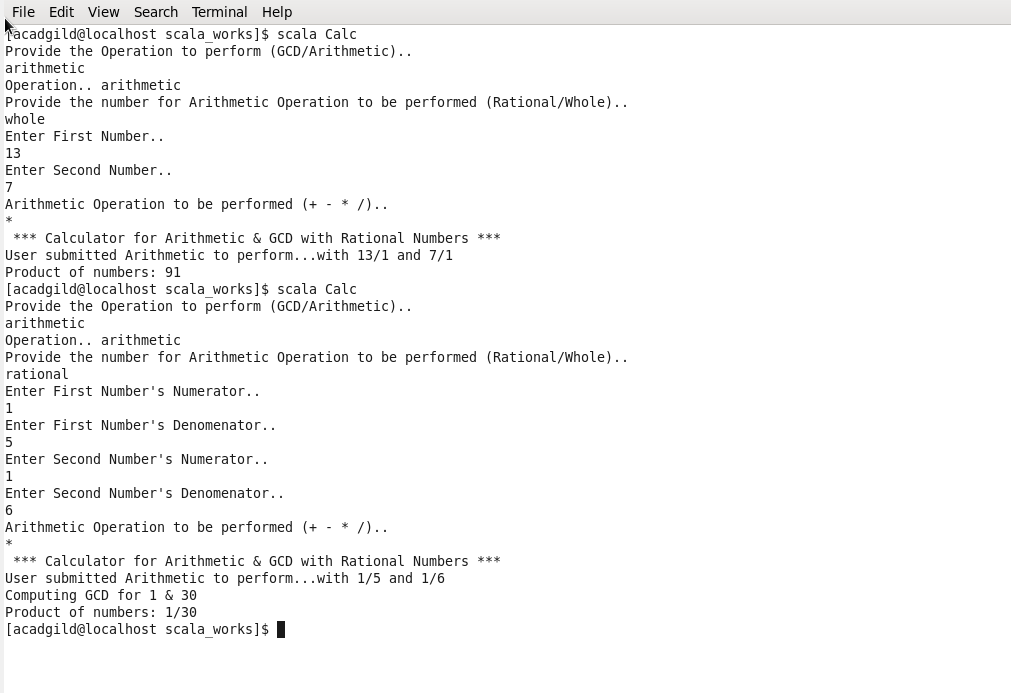 File Edit View Search Terminal Help
[acadgild@localhost scala_works]$ scala Calc
Provide the Operation to perform (GCD/Arithmetic)..
arithmetic
Operation.. arithmetic
Provide the number for Arithmetic Operation to be performed (Rational/Whole)..
whole
Enter First Number..
13
Enter Second Number..
7
Arithmetic Operation to be performed (+ - * /)..
*
*** Calculator for Arithmetic & GCD with Rational Numbers ***
User submitted Arithmetic to perform...with 13/1 and 7/1
Product of numbers: 91
[acadgild@localhost scala_works]$ scala Calc
Provide the Operation to perform (GCD/Arithmetic)..
arithmetic
Operation.. arithmetic
Provide the number for Arithmetic Operation to be performed (Rational/Whole)..
rational
Enter First Number's Numerator..
1
Enter First Number's Denomenator..
5
Enter Second Number's Numerator..
1
Enter Second Number's Denomenator..
6
Arithmetic Operation to be performed (+ - * /)..
*
*** Calculator for Arithmetic & GCD with Rational Numbers ***
User submitted Arithmetic to perform...with 1/5 and 1/6
Computing GCD for 1 & 30
Product of numbers: 1/30
[acadgild@localhost scala_works]$